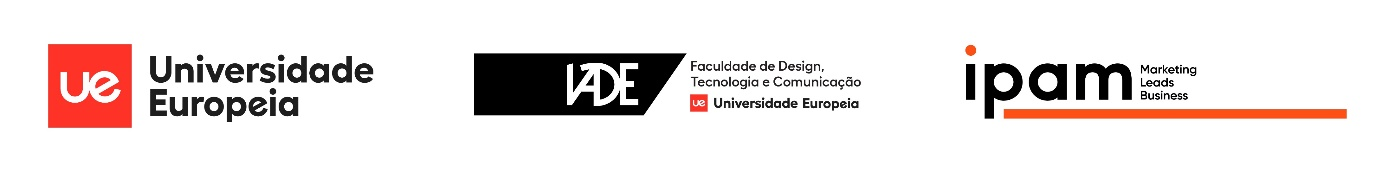 ue
Universidade
Europeia
IADE
Faculdade de Design,
Tecnologia e Comunicação
ue Universidade Europeia
ipam
Marketing
Leads
Business